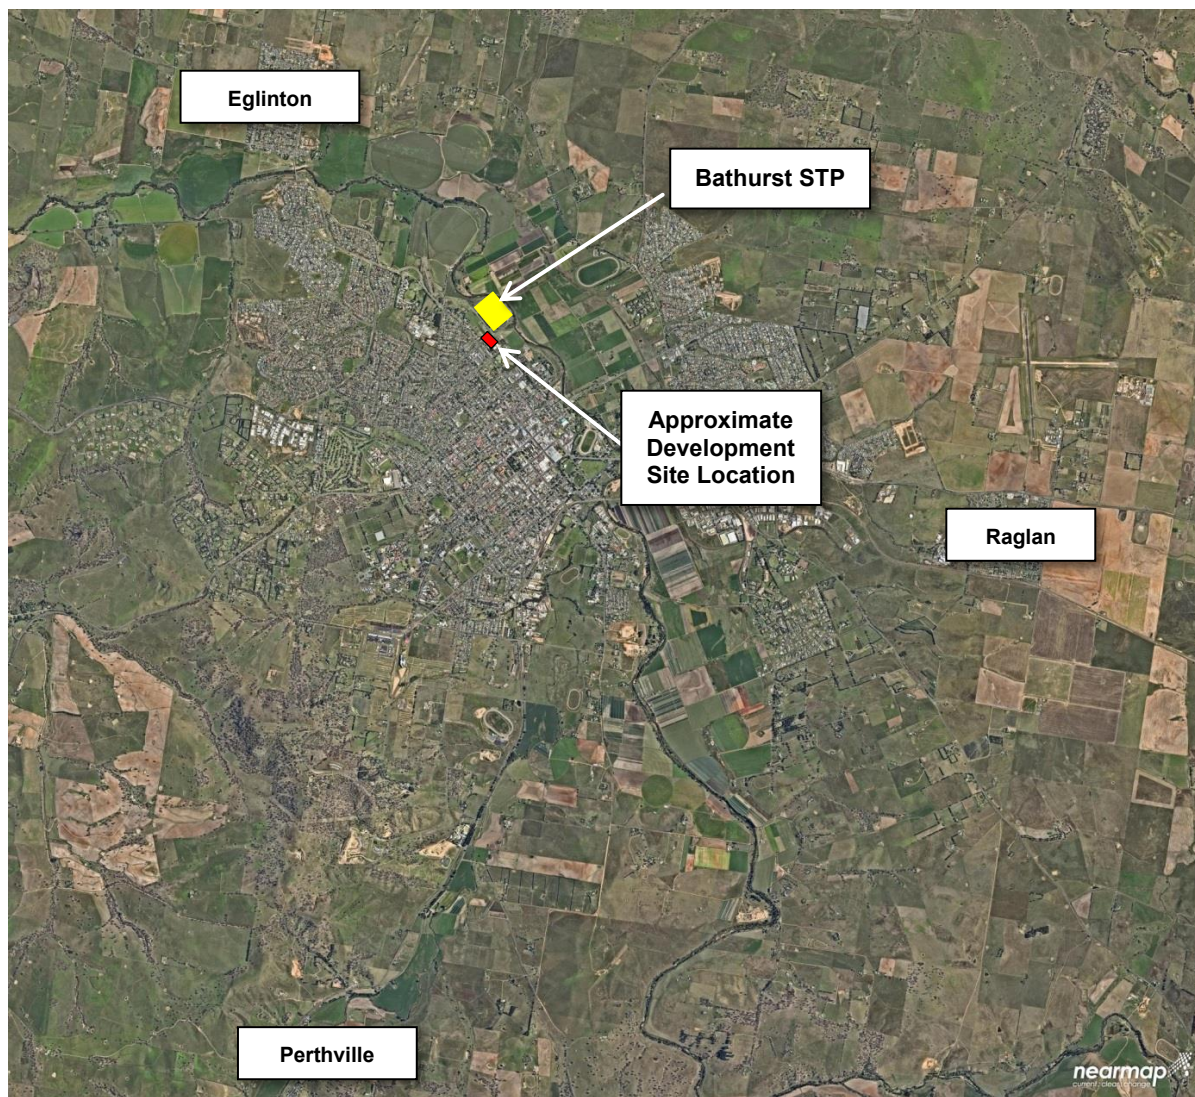 Eglinton
Bathurst STP
Approximate
Development
Site Location
Raglan
Perthville
nearmap
current clear change